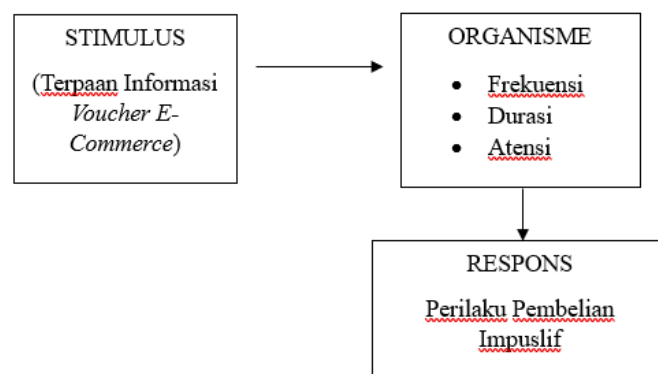 STIMULUS
(Terpaan Informasi
Voucher E-
Commerce)
ORGANISME
• Frekuensi
• Durasi
• Atensi
RESPONS
Perilaku Pembelian
Impuslif